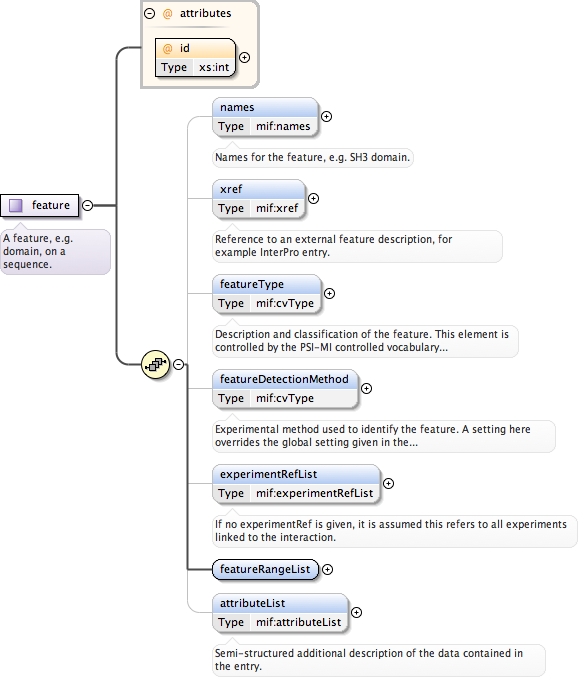 @ attributes
@ id
Type xs:int
names
Type mif:names
Names for the feature, e.g. SH3 domain.
xref
Type mif:xref
feature
A feature, e.g.
domain, on a
sequence.
Reference to an external feature description, for
example InterPro entry.
featureType
Type mif:cvType
Description and classification of the feature. This element is
controlled by the PSI-MI controlled vocabulary...
featureDetectionMethod
Type mif:cvType
Experimental method used to identify the feature. A setting here
overrides the global setting given in the...
experimentRefList
Type mif:experimentRefList
If no experimentRef is given, it is assumed this refers to all experiments
linked to the interaction.
featureRangeList
attributeList
Type mif:attributeList
Semi-structured additional description of the data contained in
the entry.